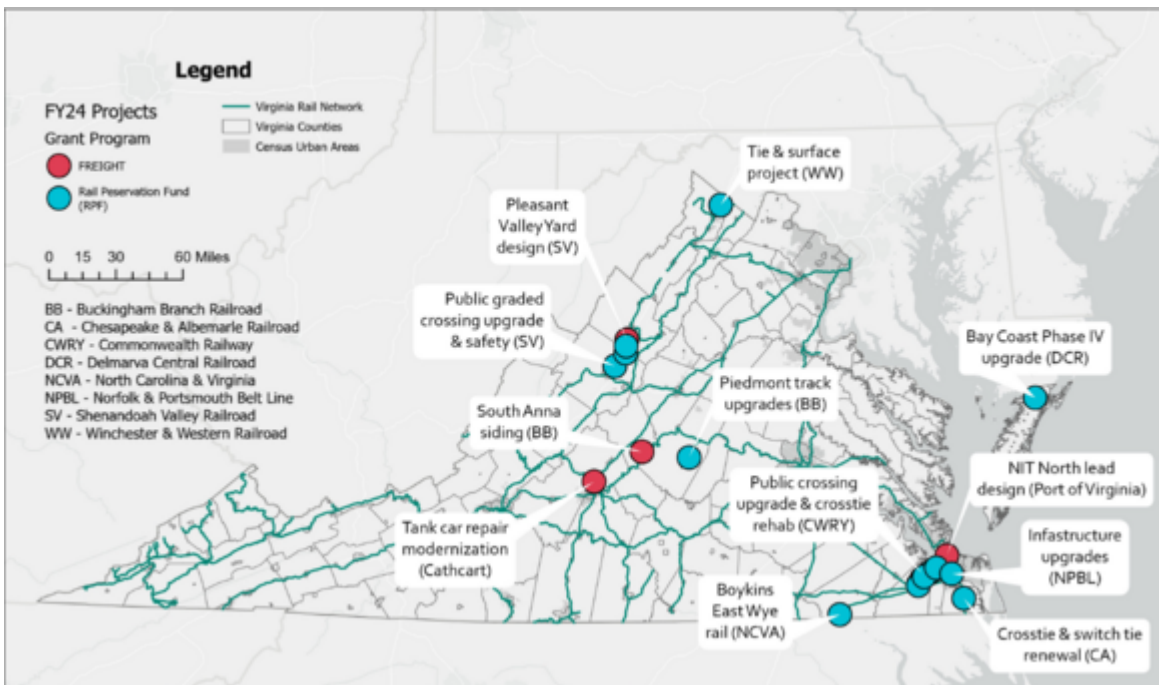 Legend
FY24 Projects
Grant Program
FREIGHT
Rail Peservation Fund
(RPF)
Virginia Rail Network
Virginia Counties
Census Urban Areas
0 15 30 60 Miles
BB - Buckingham Branch Railroad
CA - Chesapeake & Albemarle Railroad
CWRY - Commonwealth Railway
DCR - Delmarva Central Railroad
NCVA - North Carolina & Virginia
NPBL - Norfolk & Portsmouth Belt Line
SV - Shenandoah Valley Railroad
WW - Winchester & Western Railroad
Tie & surface
project (WW)
Pleasant
Valley Yard
design (SV)
Public graded
crossing upgrade
& safety (SV)
Bay Coast Phase IV
upgrade (DCR)
Piedmont track
upgrades (BB)
South Anna
siding (BB)
NIT North lead
design (Port of Virginia)
Public crossing
upgrade & crosstie
rehab (CWRY)
Tank car repair
modernization
(Cathcart)
Infastructure
upgrades
(NPBL)
Boykins
East Wye
rail (NCVA)
Crosstie & switch tie
renewal (CA)